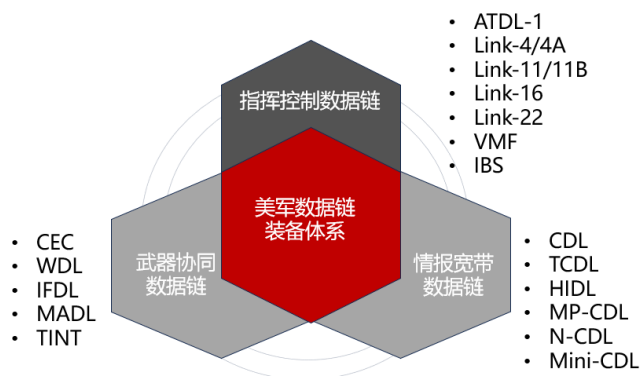 指挥控制数据链
• ATDL-1
• Link-4/4A
• Link-11/11B
• Link-16
• Link-22
• VMF
• IBS
美军数据链
装备体系
• CEC
• WDL
• IFDL
• MADL
• TINT
武器协同
数据链
情报宽带
数据链
• CDL
• TCDL
• HIDL
• MP-CDL
• N-CDL
• Mini-CDL